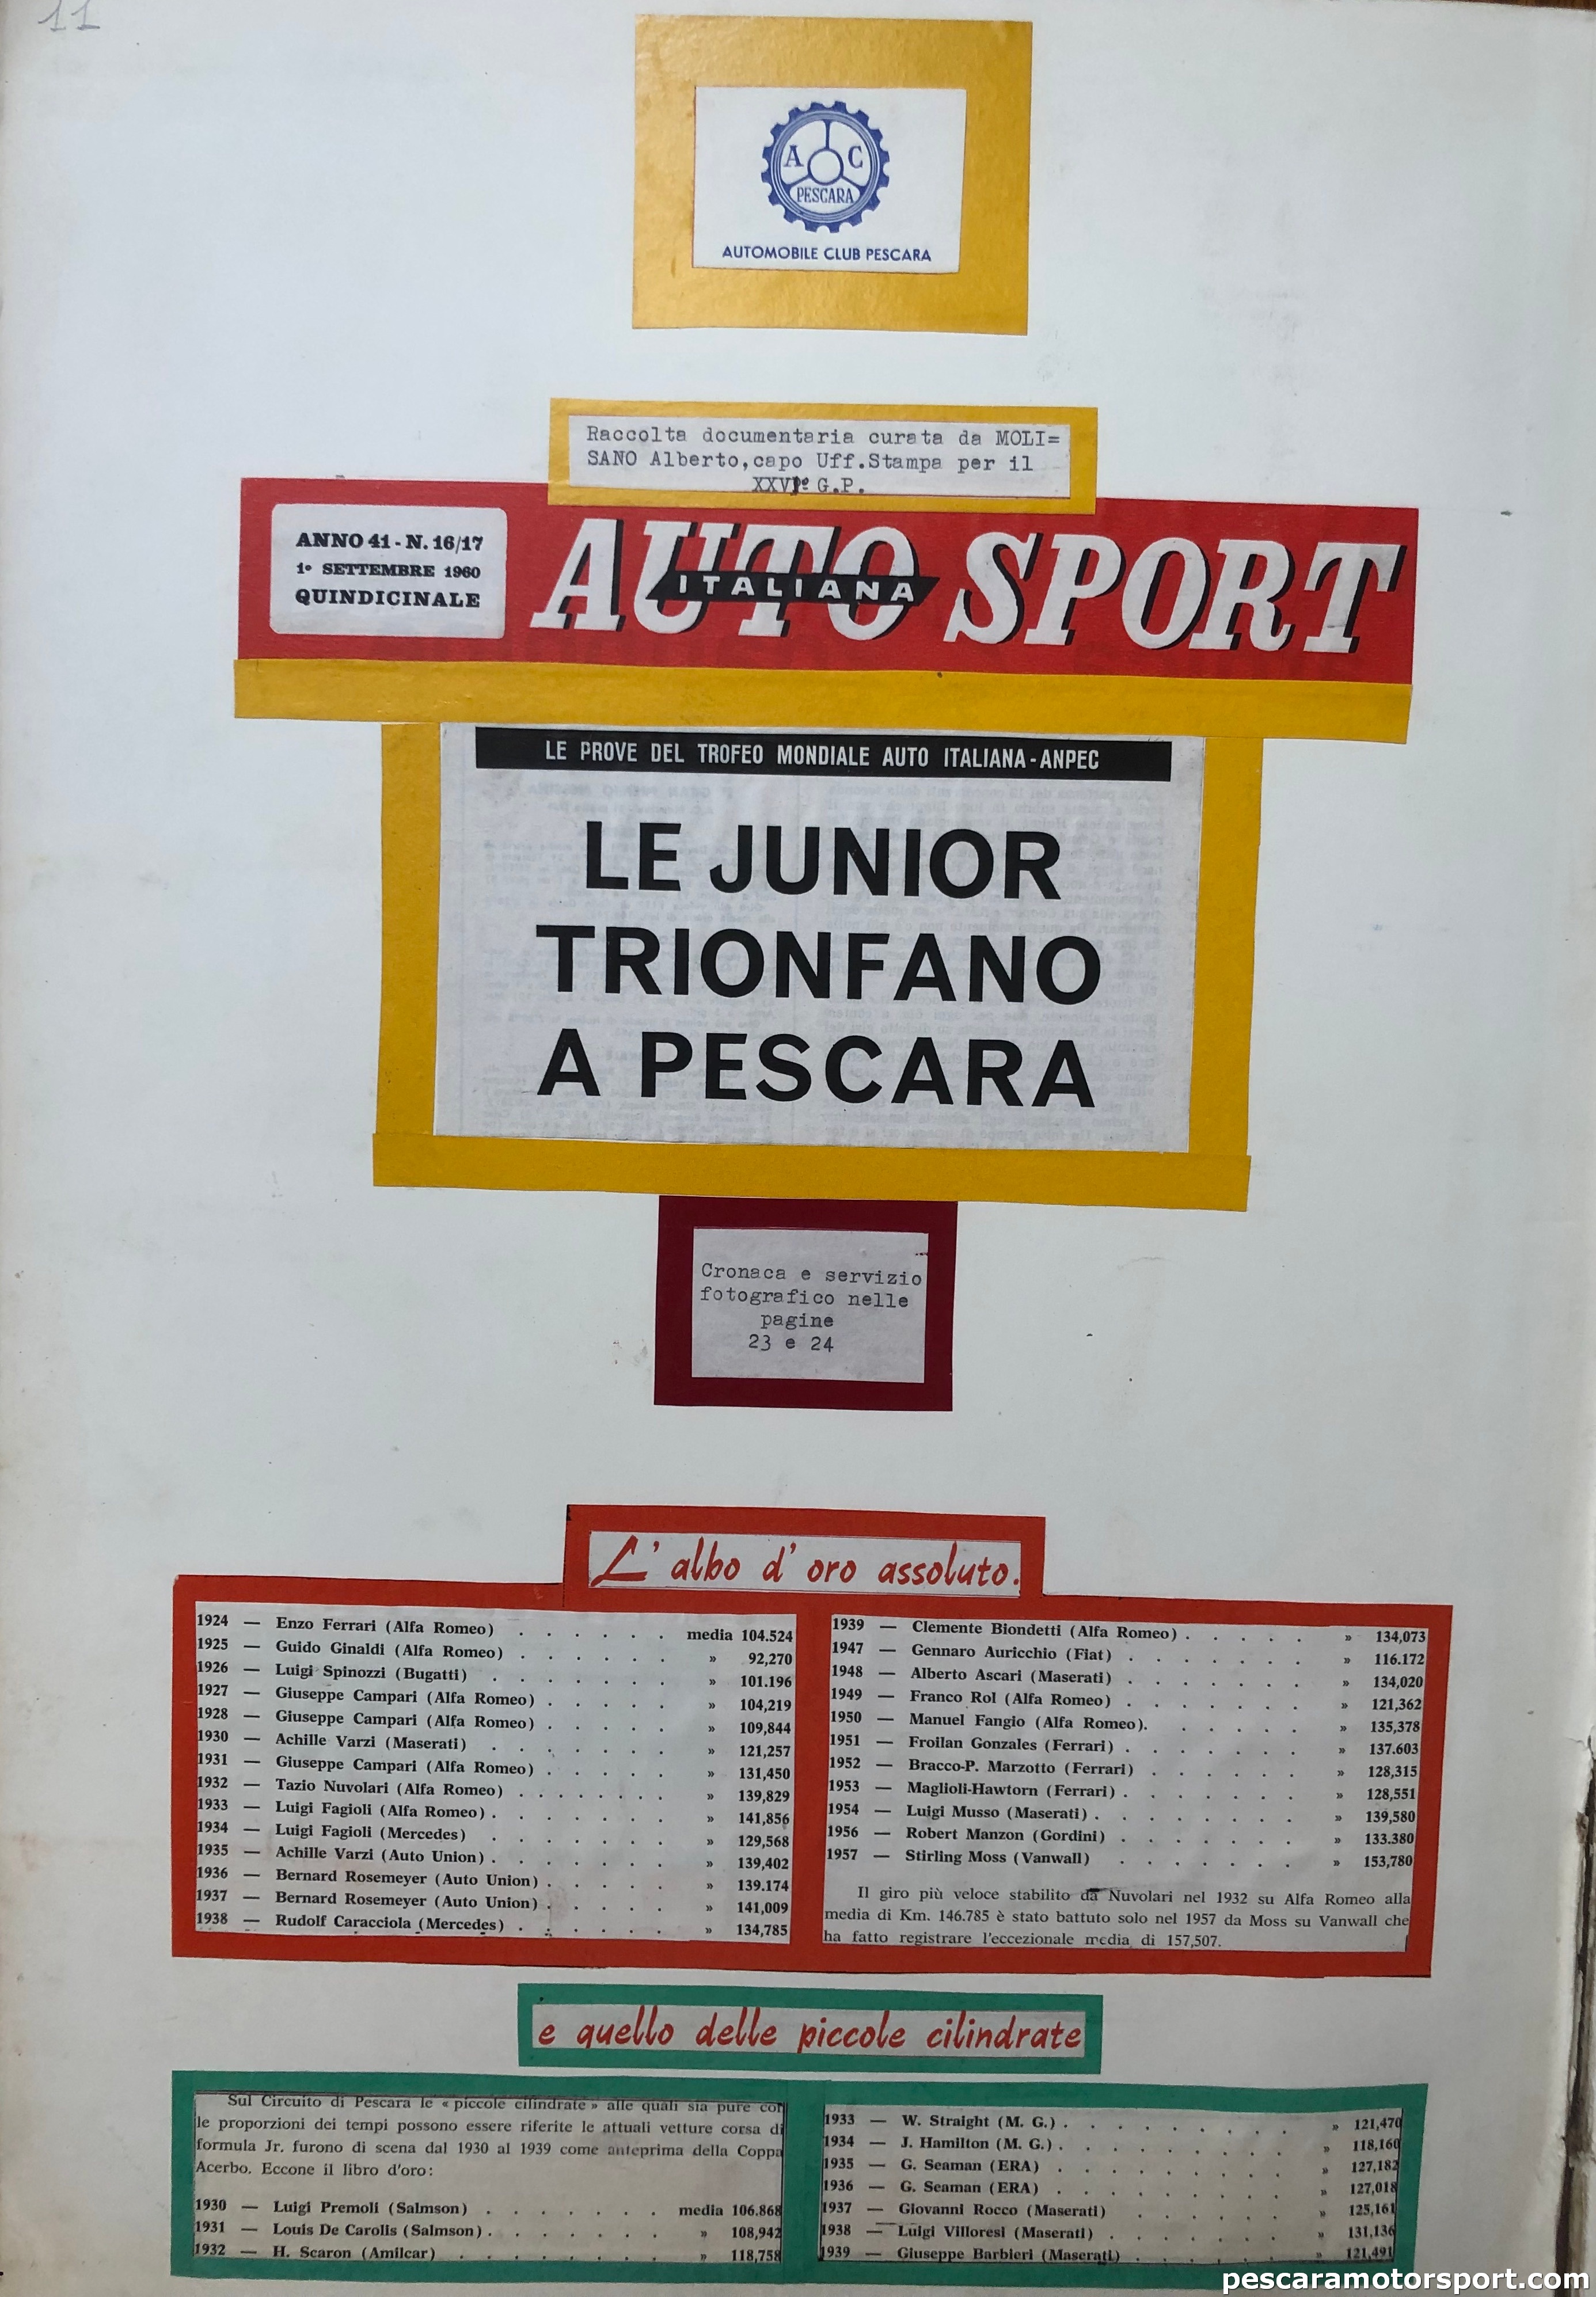 11
A C
PESCARA
AUTOMOBILE CLUB PESCARA
Raccolta documentaria curata da MOLI=
SANO Alberto,capo Uff.Stampa per il
XXVI° G.P.
ANNO 41 - N. 16/17
1° SETTEMBRE 1960
QUINDICINALE
AUTO SPORT
ITALIANA
LE PROVE DEL TROFEO MONDIALE AUTO ITALIANA-ANPEC
LE JUNIOR
TRIONFANO
A PESCARA
Cronaca e servizio
fotografico nelle
pagine
23 e 24
L'albo d'oro assoluto.
1924 — Enzo Ferrari (Alfa Romeo) . . . . . . media 104.524
1925 — Guido Ginaldi (Alfa Romeo) . . . . . . » 92,270
1926 — Luigi Spinozzi (Bugatti) . . . . . . . » 101.196
1927 — Giuseppe Campari (Alfa Romeo) . . . . . » 104,219
1928 — Giuseppe Campari (Alfa Romeo) . . . . . » 109,844
1930 — Achille Varzi (Maserati) . . . . . . . » 121,257
1931 — Giuseppe Campari (Alfa Romeo) . . . . . » 131,450
1932 — Tazio Nuvolari (Alfa Romeo) . . . . . . . » 139,829
1933 — Luigi Fagioli (Alfa Romeo) . . . . . . . » 141,856
1934 — Luigi Fagioli (Mercedes) . . . . . . . » 129,568
1935 — Achille Varzi (Auto Union) . . . . . . . » 139,402
1936 — Bernard Rosemeyer (Auto Union) . . . . . » 139.174
1937 — Bernard Rosemeyer (Auto Union) . . . . . » 141,009
1938 — Rudolf Caracciola (Mercedes) . . . . . . » 134,785
1939 — Clemente Biondetti (Alfa Romeo) . . . . . » 134,073
1947 — Gennaro Auricchio (Fiat) . . . . . . . » 116.172
1948 — Alberto Ascari (Maserati) . . . . . . . » 134,020
1949 — Franco Rol (Alfa Romeo) . . . . . . . » 121,362
1950 — Manuel Fangio (Alfa Romeo). . . . . . » 135,378
1951 — Froilan Gonzales (Ferrari) . . . . . . . » 137.603
1952 — Bracco-P. Marzotto (Ferrari) . . . . . . » 128,315
1953 — Maglioli-Hawtorn (Ferrari) . . . . . . . » 128,551
1954 — Luigi Musso (Maserati) . . . . . . . . » 139,580
1956 — Robert Manzon (Gordini) . . . . . . . » 133.380
1957 — Stirling Moss (Vanwall) . . . . . . . » 153,780
Il giro più veloce stabilito da Nuvolari nel 1932 su Alfa Romeo alla
media di Km. 146.785 è stato battuto solo nel 1957 da Moss su Vanwall che
ha fatto registrare l'eccezionale media di 157,507.
e quello delle piccole cilindrate
Sul Circuito di Pescara le « piccole cilindrate » alle quali sia pure con
le proporzioni dei tempi possono essere riferite le attuali vetture corsa di
formula Jr. furono di scena dal 1930 al 1939 come anteprima della Coppa
Acerbo. Eccone il libro d'oro:
1930 — Luigi Premoli (Salmson) . . . . . . . media 106.868
1931 — Louis De Carolis (Salmson) . . . . . . . » 108,942
1932 — H. Scaron (Amilcar) . . . . . . . . » 118,758
1933 — W. Straight (M. G.) . . . . . . . . » 121,470
1934 — J. Hamilton (M. G.) . . . . . . . . » 118,160
1935 — G. Seaman (ERA) . . . . . . . . » 127,182
1936 — G. Seaman (ERA) . . . . . . . . » 127,018
1937 — Giovanni Rocco (Maserati) . . . . . . » 125,161
1938 — Luigi Villoresi (Maserati) . . . . . . . » 131,136
1939 — Giuseppe Barbieri (Maserati) . . . . . . » 121,491
pescaramotorsport.com